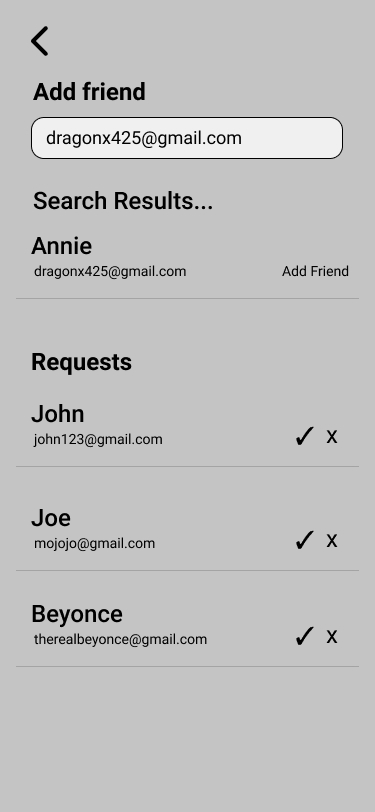 Add friend
dragonx425@gmail.com
Search Results...
Annie
dragonx425@gmail.com Add Friend
Requests
John
john123@gmail.com ✓ x
Joe
mojojo@gmail.com ✓ x
Beyonce
therealbeyonce@gmail.com ✓ x